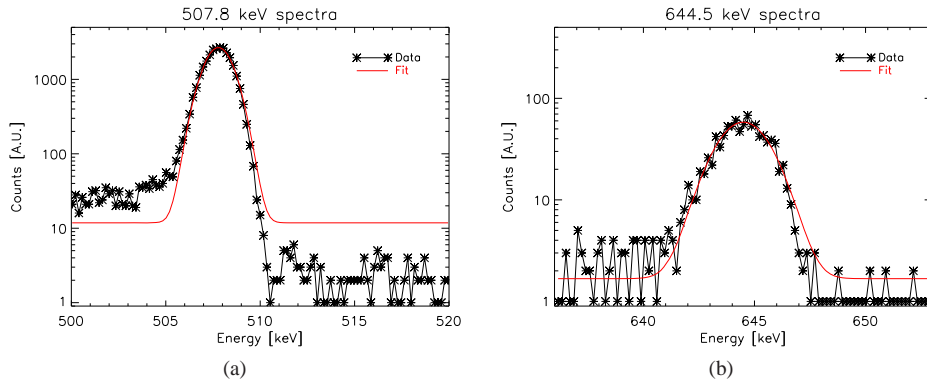 507.8 keV spectra
Counts [A.U.]
1000
100
10
1
Data
Fit
500 505 510 515 520
Energy [keV]
(a)
644.5 keV spectra
Counts [A.U.]
100
10
1
Data
Fit
640 645 650
Energy [keV]
(b)